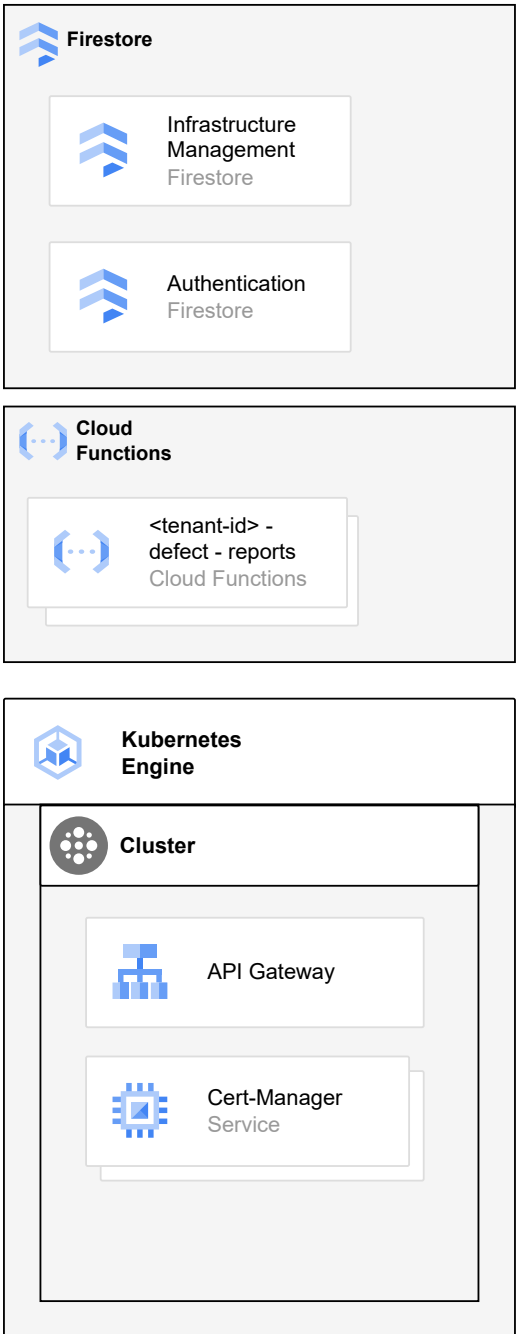 Firestore
Infrastructure
Management
Firestore
Authentication
Firestore
Cloud
Functions
<tenant-id> -
defect - reports
Cloud Functions
Kubernetes
Engine
Cluster
API Gateway
Cert-Manager
Service